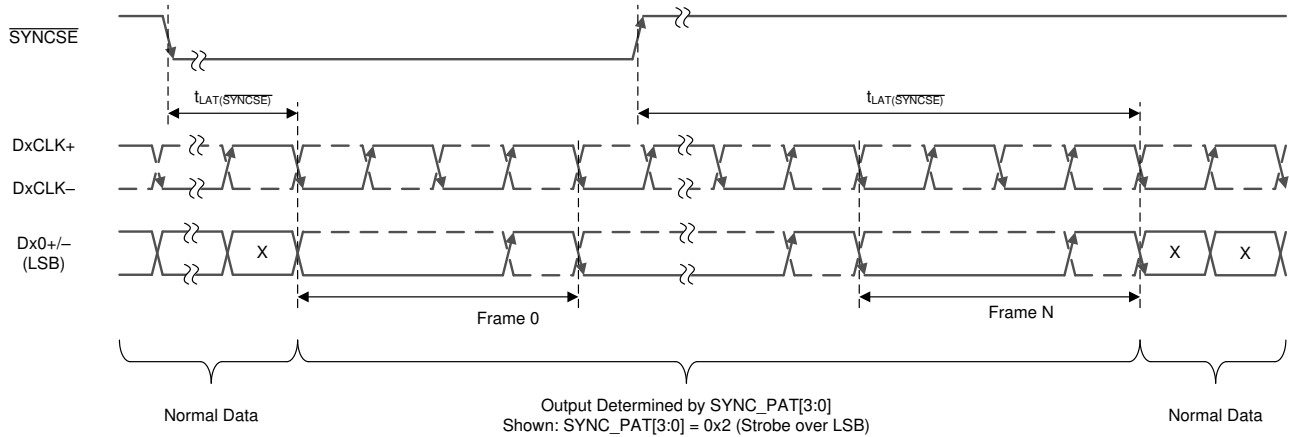 SYNCSE
tLAT(SYNCSE)
tLAT(SYNCSE)
DxCLK+
DxCLK–
Dx0+/–
(LSB)
X
X
X
Frame 0
Frame N
Normal Data
Output Determined by SYNC_PAT[3:0]
Shown: SYNC_PAT[3:0] = 0x2 (Strobe over LSB)
Normal Data